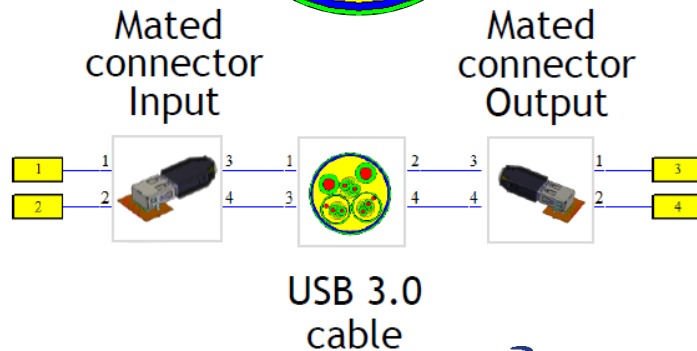 Mated
connector
Input
Mated
connector
Output
1 1 3 1 2 3 1 3
2 2 4 3 4 4 2 4
USB 3.0
cable